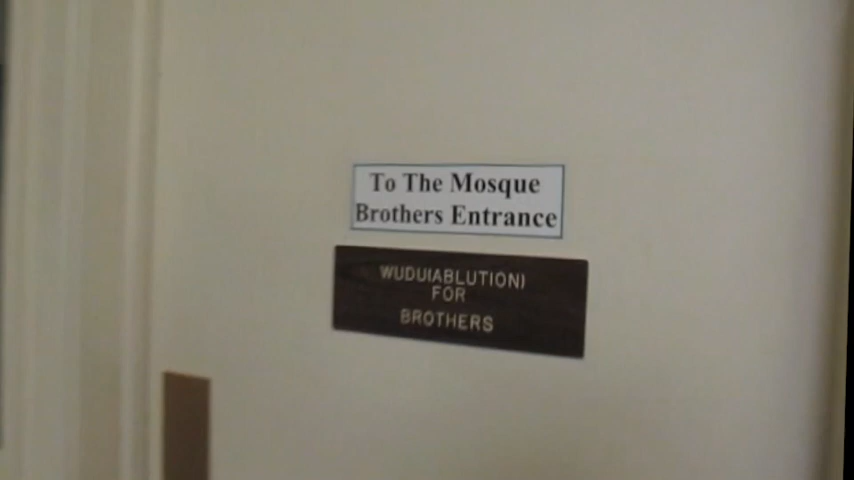 To The Mosque
Brothers Entrance
WUDU(ABLUTION)
FOR
BROTHERS